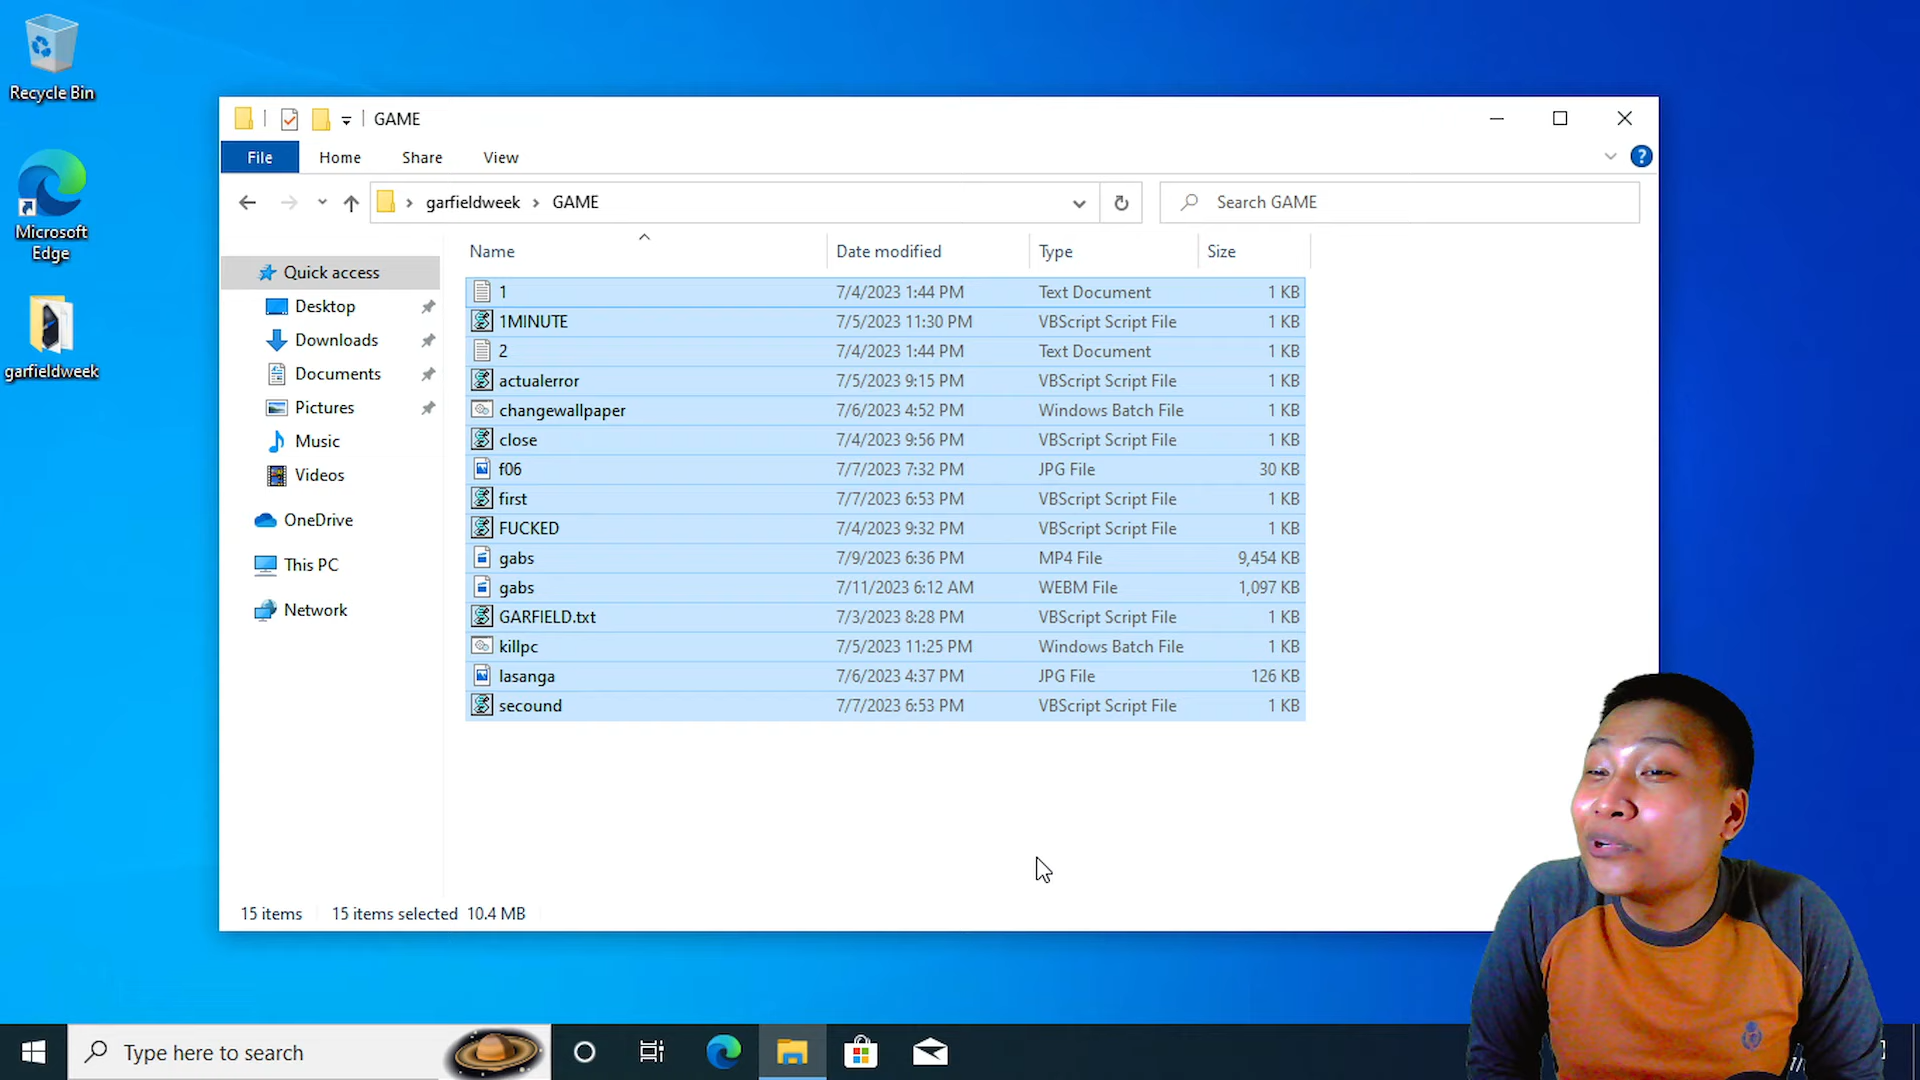 Recycle Bin
Microsoft
Edge
garfieldweek
GAME
File Home Share View
?
garfieldweek GAME
Search GAME
Name Date modified Type Size
Quick access
Desktop
Downloads
Documents
Pictures
Music
Videos
OneDrive
This PC
Network
1 7/4/2023 1:44 PM Text Document 1 KB
1MINUTE 7/5/2023 11:30 PM VBScript Script File 1 KB
2 7/4/2023 1:44 PM Text Document 1 KB
actualerror 7/5/2023 9:15 PM VBScript Script File 1 KB
changewallpaper 7/6/2023 4:52 PM Windows Batch File 1 KB
close 7/4/2023 9:56 PM VBScript Script File 1 KB
f06 7/7/2023 7:32 PM JPG File 30 KB
first 7/7/2023 6:53 PM VBScript Script File 1 KB
FUCKED 7/4/2023 9:32 PM VBScript Script File 1 KB
gabs 7/9/2023 6:36 PM MP4 File 9,454 KB
gabs 7/11/2023 6:12 AM WEBM File 1,097 KB
GARFIELD.txt 7/3/2023 8:28 PM VBScript Script File 1 KB
killpc 7/5/2023 11:25 PM Windows Batch File 1 KB
lasanga 7/6/2023 4:37 PM JPG File 126 KB
secound 7/7/2023 6:53 PM VBScript Script File 1 KB
15 items 15 items selected 10.4 MB
Type here to search